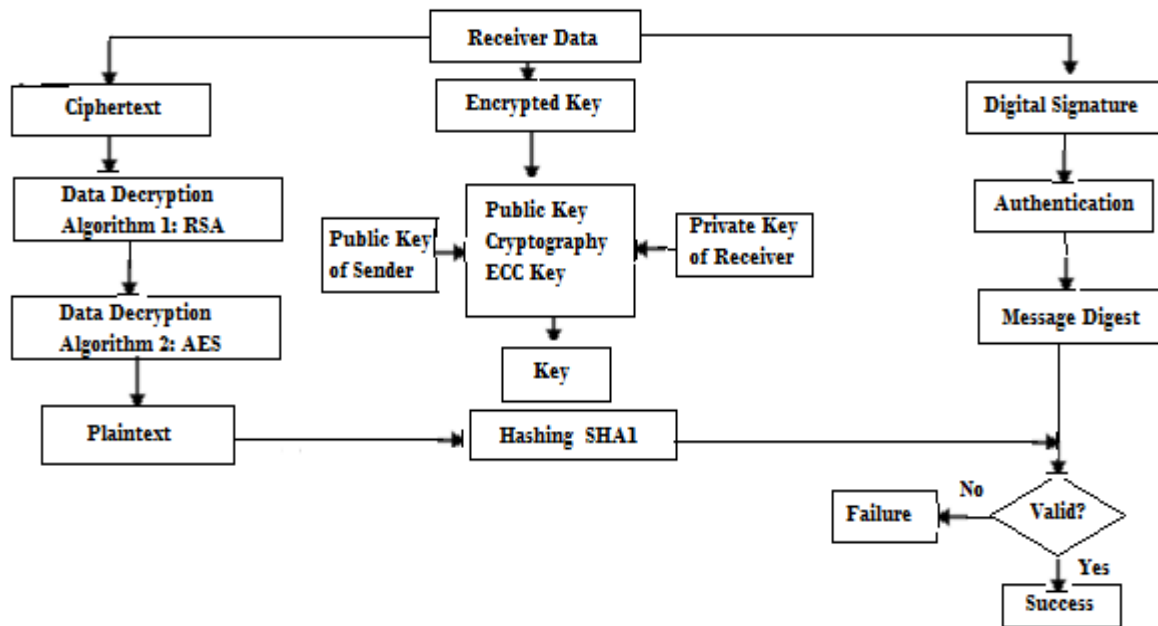 Receiver Data
Ciphertext
Encrypted Key
Digital Signature
Data Decryption
Algorithm 1: RSA
Public Key
Cryptography
ECC Key
Authentication
Public Key
of Sender
Private Key
of Receiver
Data Decryption
Algorithm 2: AES
Message Digest
Key
Plaintext
Hashing SHA1
No
Failure
Valid?
Yes
Success